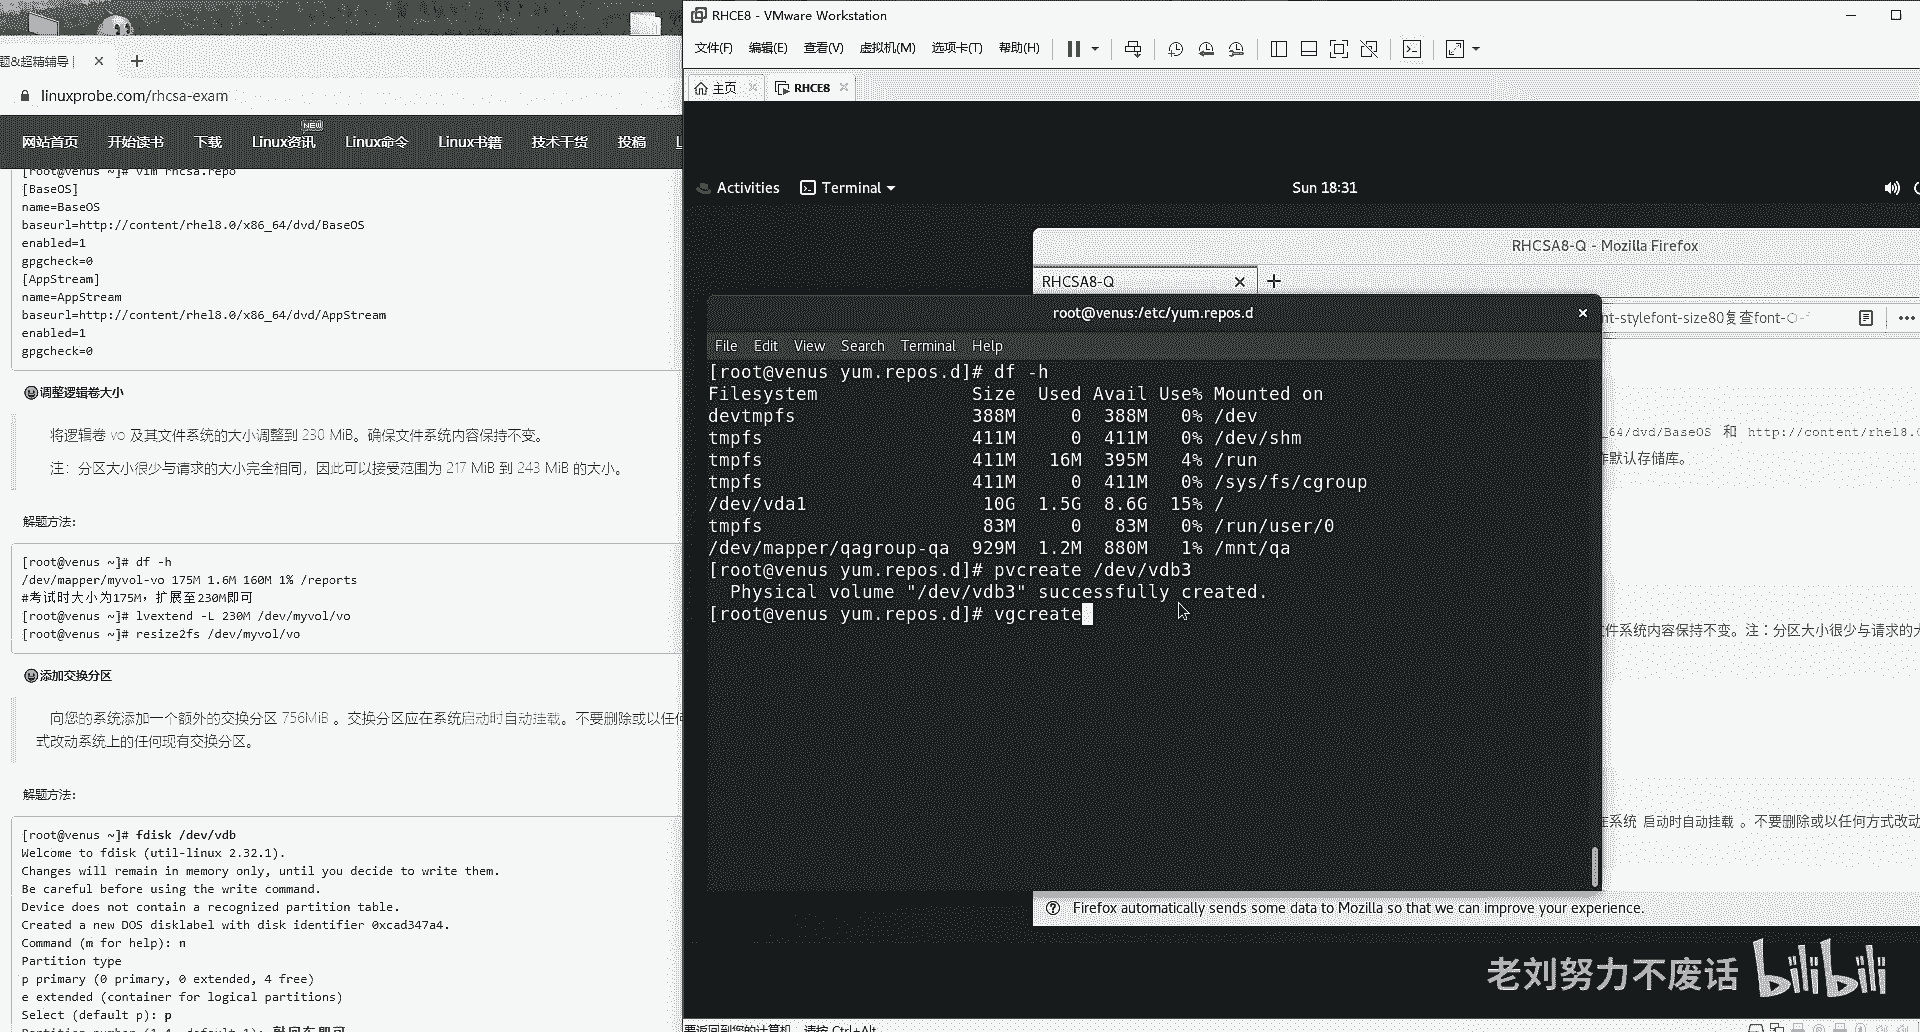 题&超精辅导 |
linuxprobe.com/rhcsa-exam
网站首页 开始读书 下载 Linux资讯 NEW Linux命令 Linux书籍 技术干货 投稿
[root@venus ~]# vim rhcsa.repo
[BaseOS]
name=BaseOS
baseurl=http://content/rhel8.0/x86_64/dvd/BaseOS
enabled=1
gpgcheck=0
[AppStream]
name=AppStream
baseurl=http://content/rhel8.0/x86_64/dvd/AppStream
enabled=1
gpgcheck=0
调整逻辑卷大小
将逻辑卷 vo 及其文件系统的大小调整到 230 MiB。确保文件系统内容保持不变。
注：分区大小很少与请求的大小完全相同，因此可以接受范围为 217 MiB 到 243 MiB 的大小。
解题方法:
[root@venus ~]# df -h
/dev/mapper/myvol-vo 175M 1.6M 160M 1% /reports
#考试时大小为175M，扩展至230M即可
[root@venus ~]# lvextend -L 230M /dev/myvol/vo
[root@venus ~]# resize2fs /dev/myvol/vo
添加交换分区
向您的系统添加一个额外的交换分区 756MiB 。交换分区应在系统启动时自动挂载。不要删除或以任何
式改动系统上的任何现有交换分区。
解题方法:
[root@venus ~]# fdisk /dev/vdb
Welcome to fdisk (util-linux 2.32.1).
Changes will remain in memory only, until you decide to write them.
Be careful before using the write command.
Device does not contain a recognized partition table.
Created a new DOS disklabel with disk identifier 0xcad347a4.
Command (m for help): n
Partition type
p primary (0 primary, 0 extended, 4 free)
e extended (container for logical partitions)
Select (default p): p
RHCE8 - VMware Workstation
文件(F) 编辑(E) 查看(V) 虚拟机(M) 选项卡(T) 帮助(H)
主页 RHCE8
Activities Terminal Sun 18:31
RHCSA8-Q - Mozilla Firefox
RHCSA8-Q
nt-stylefont-size80复查font-
root@venus:/etc/yum.repos.d
File Edit View Search Terminal Help
[root@venus yum.repos.d]# df -h
Filesystem Size Used Avail Use% Mounted on
devtmpfs 388M 0 388M 0% /dev
tmpfs 411M 0 411M 0% /dev/shm
tmpfs 411M 16M 395M 4% /run
tmpfs 411M 0 411M 0% /sys/fs/cgroup
/dev/vda1 10G 1.5G 8.6G 15% /
tmpfs 83M 0 83M 0% /run/user/0
/dev/mapper/qagroup-qa 929M 1.2M 880M 1% /mnt/qa
[root@venus yum.repos.d]# pvcreate /dev/vdb3
Physical volume "/dev/vdb3" successfully created.
[root@venus yum.repos.d]# vgcreate
_64/dvd/BaseOS 和 http://content/rhel8.
作默认存储库。
文件系统内容保持不变。注：分区大小很少与请求的大
在系统 启动时自动挂载 。不要删除或以任何方式改动
Firefox automatically sends some data to Mozilla so that we can improve your experience.
老刘努力不废话 bilibili
要返回到您的计算机，请按 Ctrl+Alt